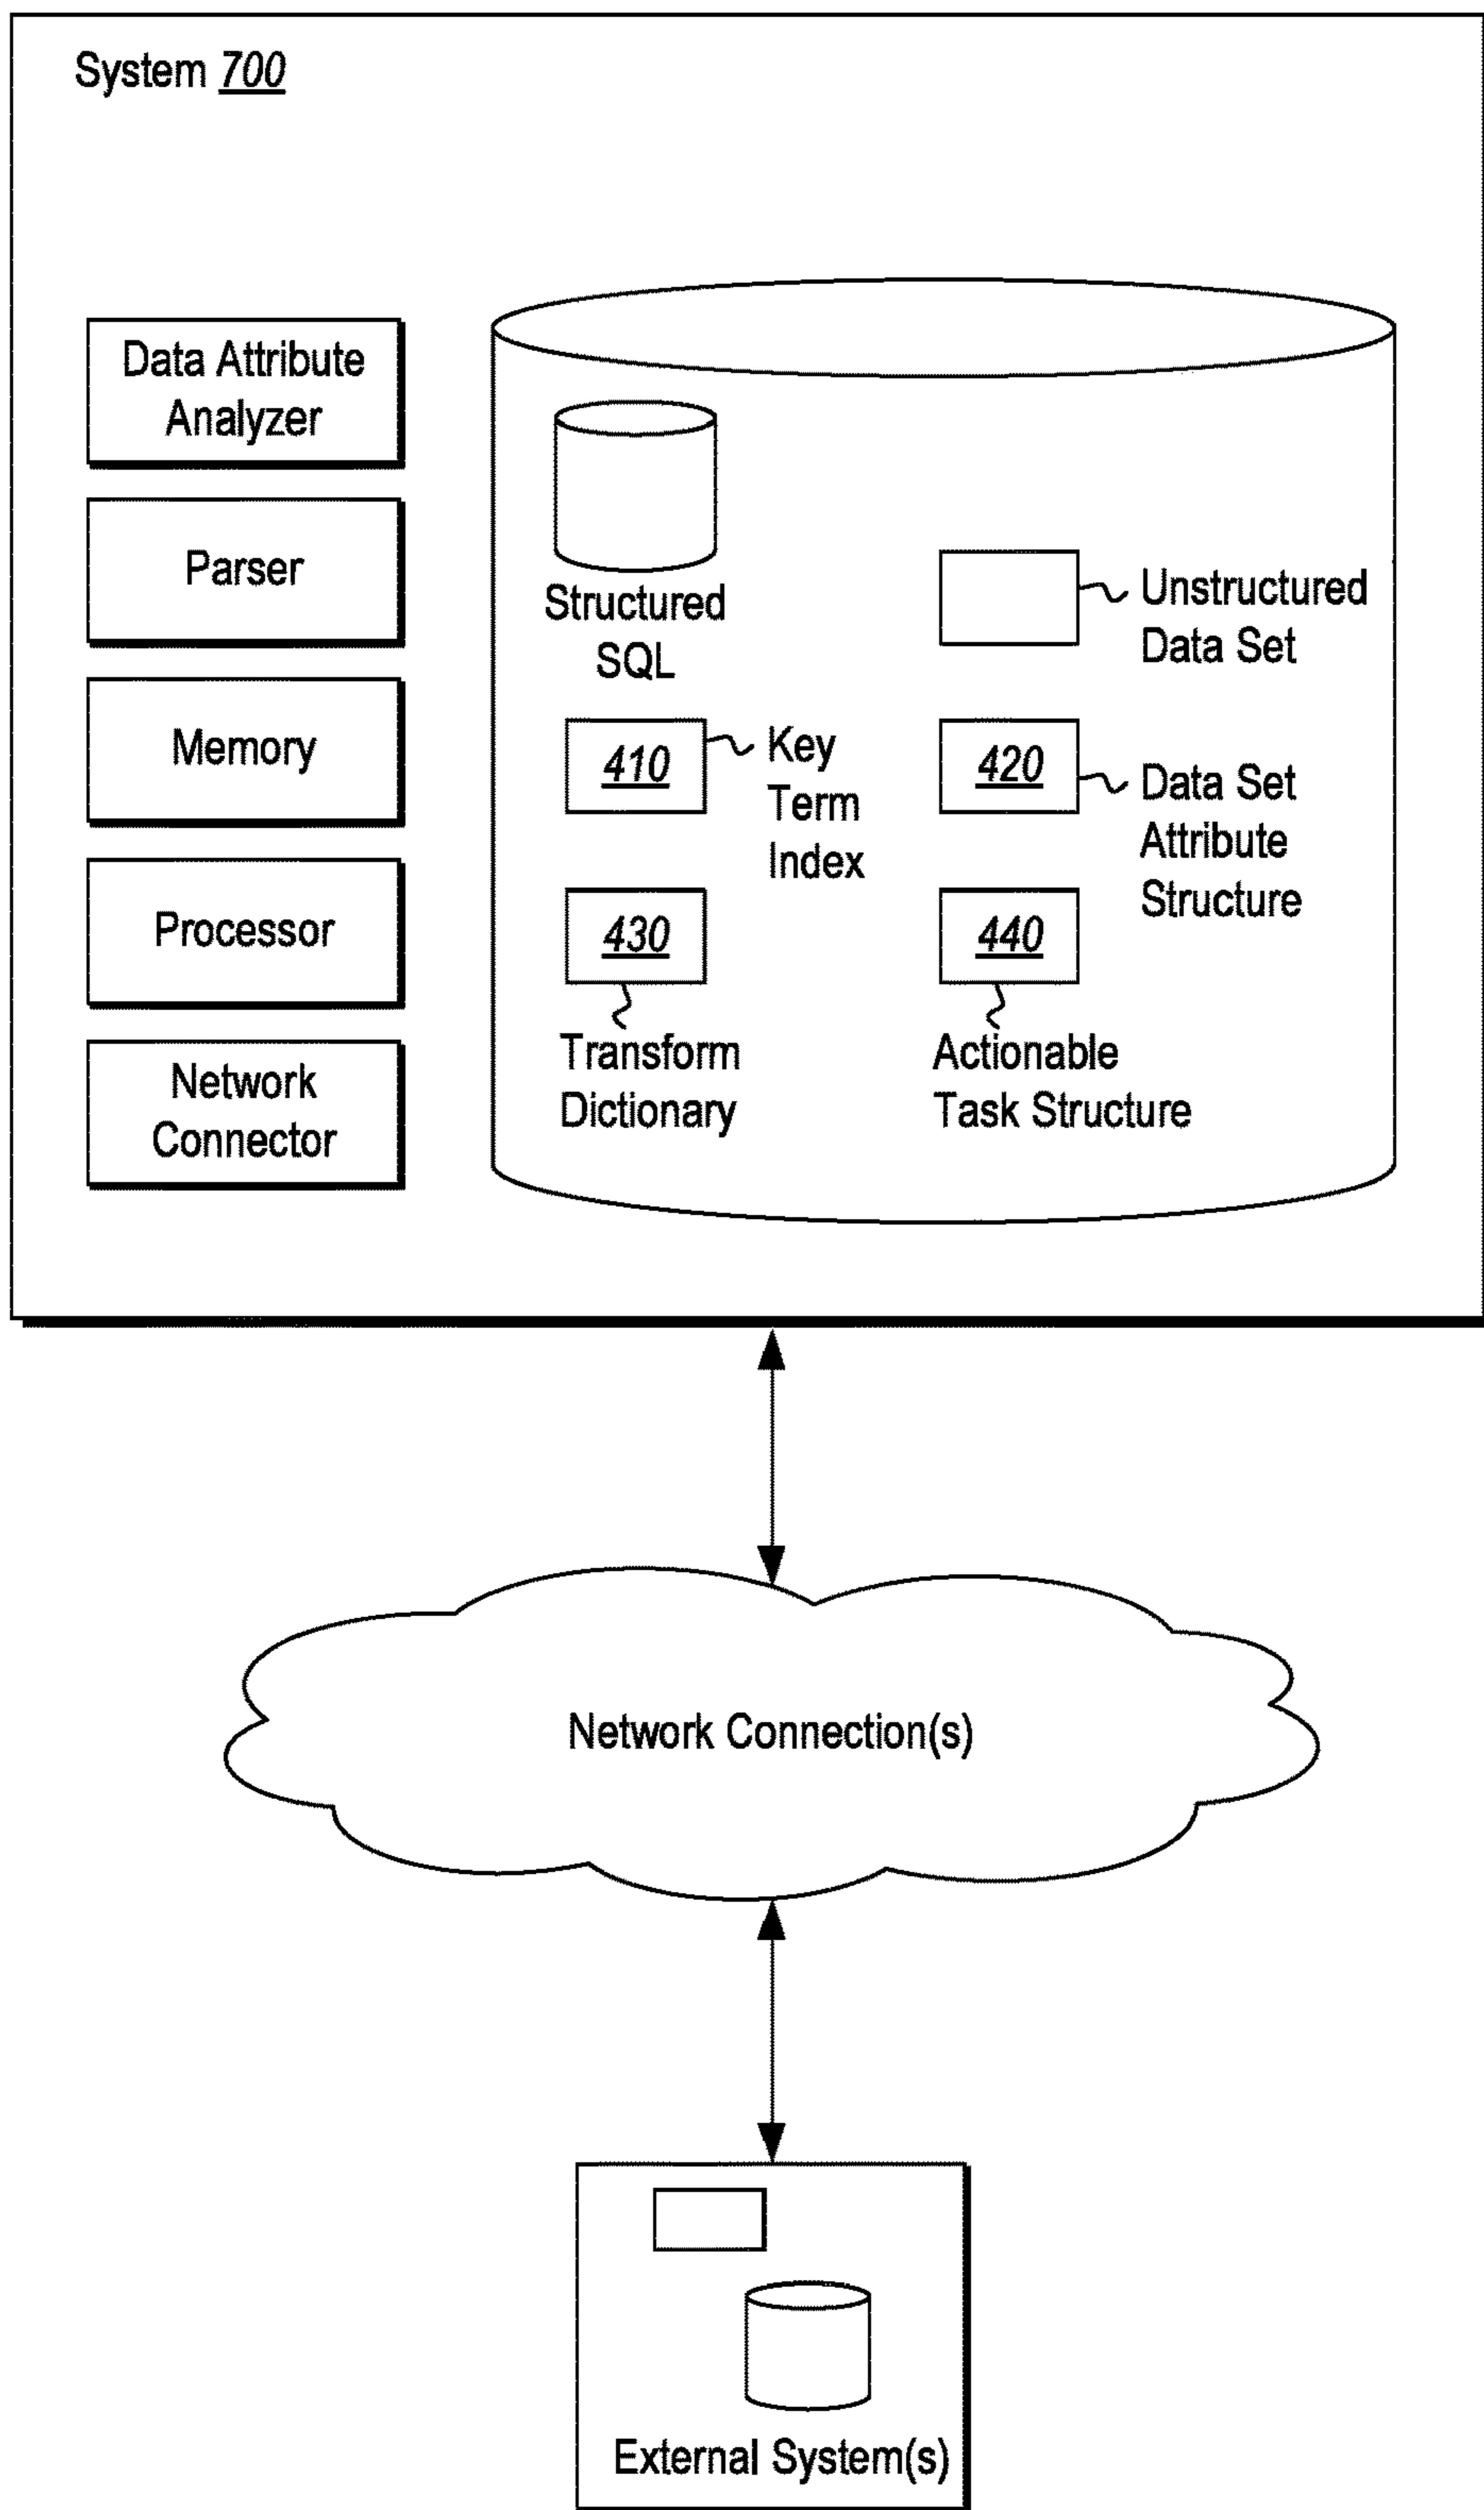 System 700
Data Attribute
Analyzer
Parser
Memory
Processor
Network
Connector
Structured
SQL
Unstructured
Data Set
410
Key
Term
Index
420
Data Set
Attribute
Structure
430
Transform
Dictionary
440
Actionable
Task Structure
Network Connection(s)
External System(s)